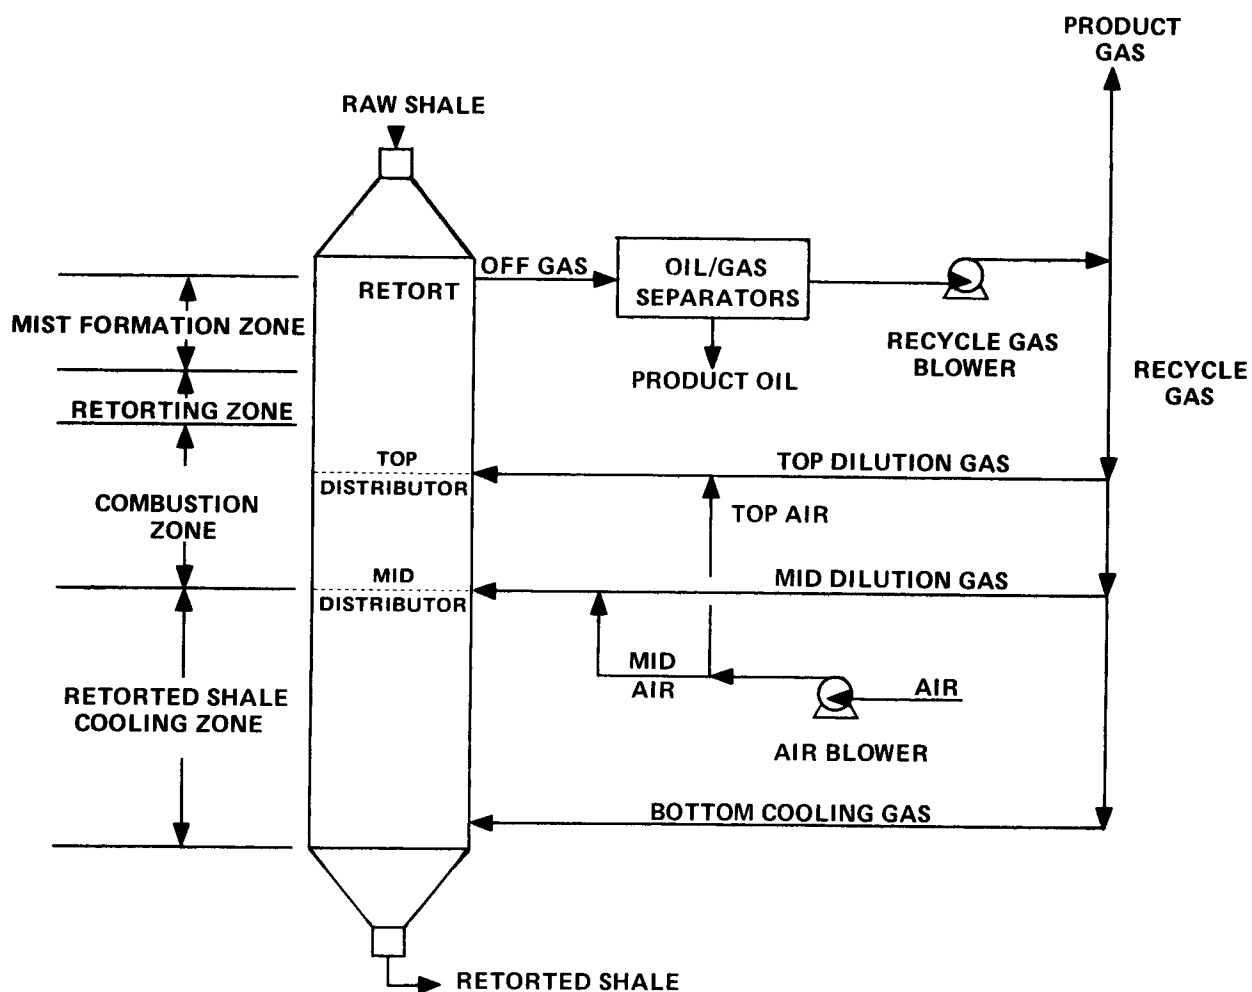 PRODUCT
GAS
RAW SHALE
OFF GAS
OIL/GAS
SEPARATORS
RETORT
MIST FORMATION ZONE
RECYCLE GAS
BLOWER
RECYCLE
GAS
PRODUCT OIL
RETORTING ZONE
TOP
DISTRIBUTOR
TOP DILUTION GAS
COMBUSTION
ZONE
TOP AIR
MID
DISTRIBUTOR
MID DILUTION GAS
MID
AIR
AIR
RETORTED SHALE
COOLING ZONE
AIR BLOWER
BOTTOM COOLING GAS
RETORTED SHALE